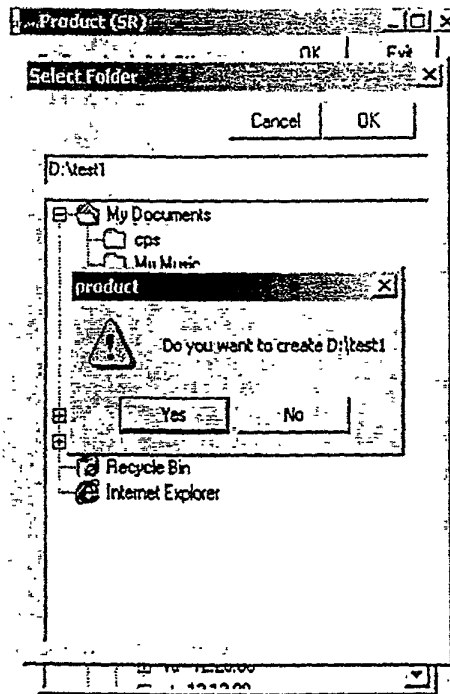 ...Product (SR)
OK Exit
Select Folder
Cancel OK
D:\test1
My Documents
cps
My Music
product
Do you want to create D:\test1
Yes No
Recycle Bin
Internet Explorer